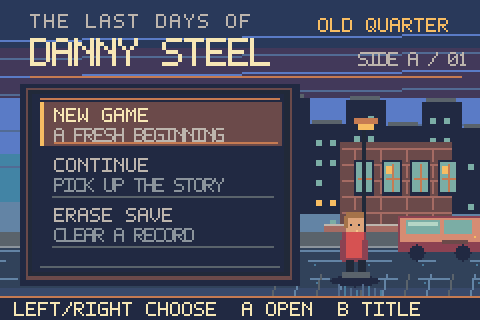 THE LAST DAYS OF
DANNY STEEL
OLD QUARTER
SIDE A / 01
NEW GAME
A FRESH BEGINNING
CONTINUE
PICK UP THE STORY
ERASE SAVE
CLEAR A RECORD
LEFT/RIGHT CHOOSE A OPEN B TITLE